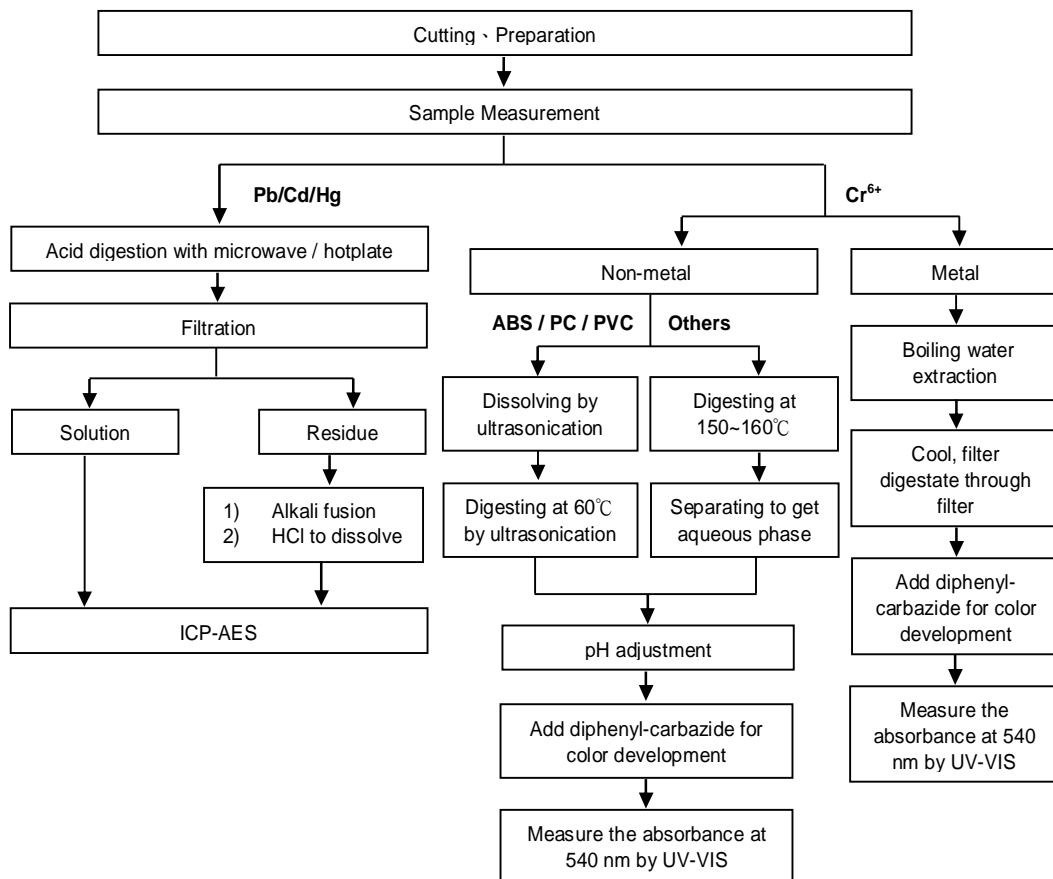 Cutting、Preparation
Sample Measurement
Pb/Cd/Hg
Cr⁶⁺
Acid digestion with microwave / hotplate
Filtration
Solution
Residue
1) Alkali fusion
2) HCl to dissolve
ICP-AES
Non-metal
ABS / PC / PVC
Others
Dissolving by
ultrasonication
Digesting at
150~160℃
Digesting at 60℃
by ultrasonication
Separating to get
aqueous phase
pH adjustment
Add diphenyl-carbazide for
color development
Measure the absorbance at
540 nm by UV-VIS
Metal
Boiling water
extraction
Cool, filter
digestate through
filter
Add diphenyl-
carbazide for color
development
Measure the
absorbance at 540
nm by UV-VIS